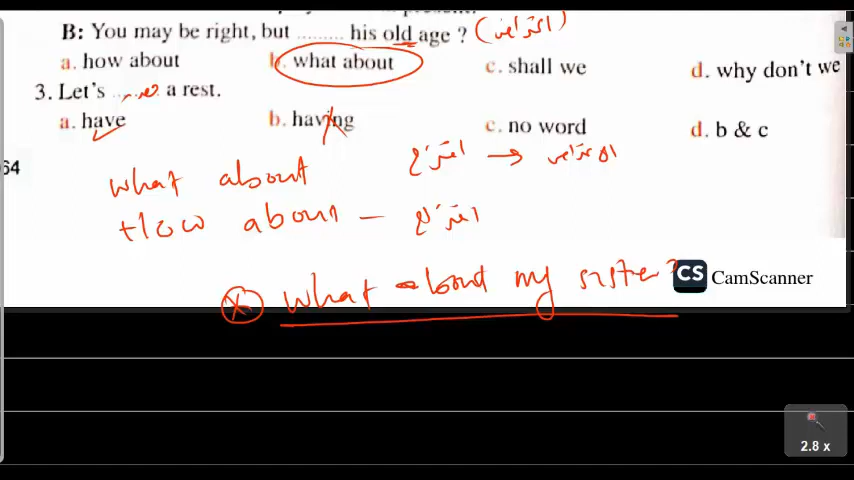 B: You may be right, but ......... his old age ? (اعتراض)
a. how about b. what about c. shall we d. why don't we
3. Let's ......... a rest.
a. have b. having c. no word d. b & c
64
what about اقتراح → اعتراض
How about - اقتراح
what about my sister?
CS CamScanner
2.8 x